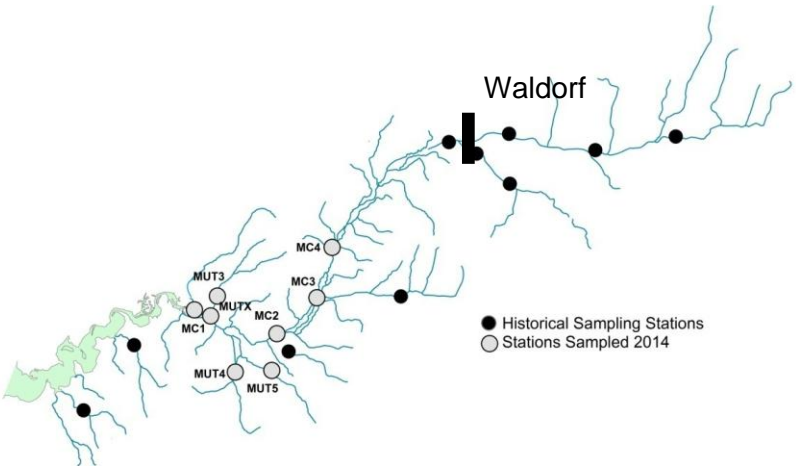 Waldorf
MC4
MC3
MUT3
MUTX
MC2
MC1
MUT4
MUT5
Historical Sampling Stations
Stations Sampled 2014